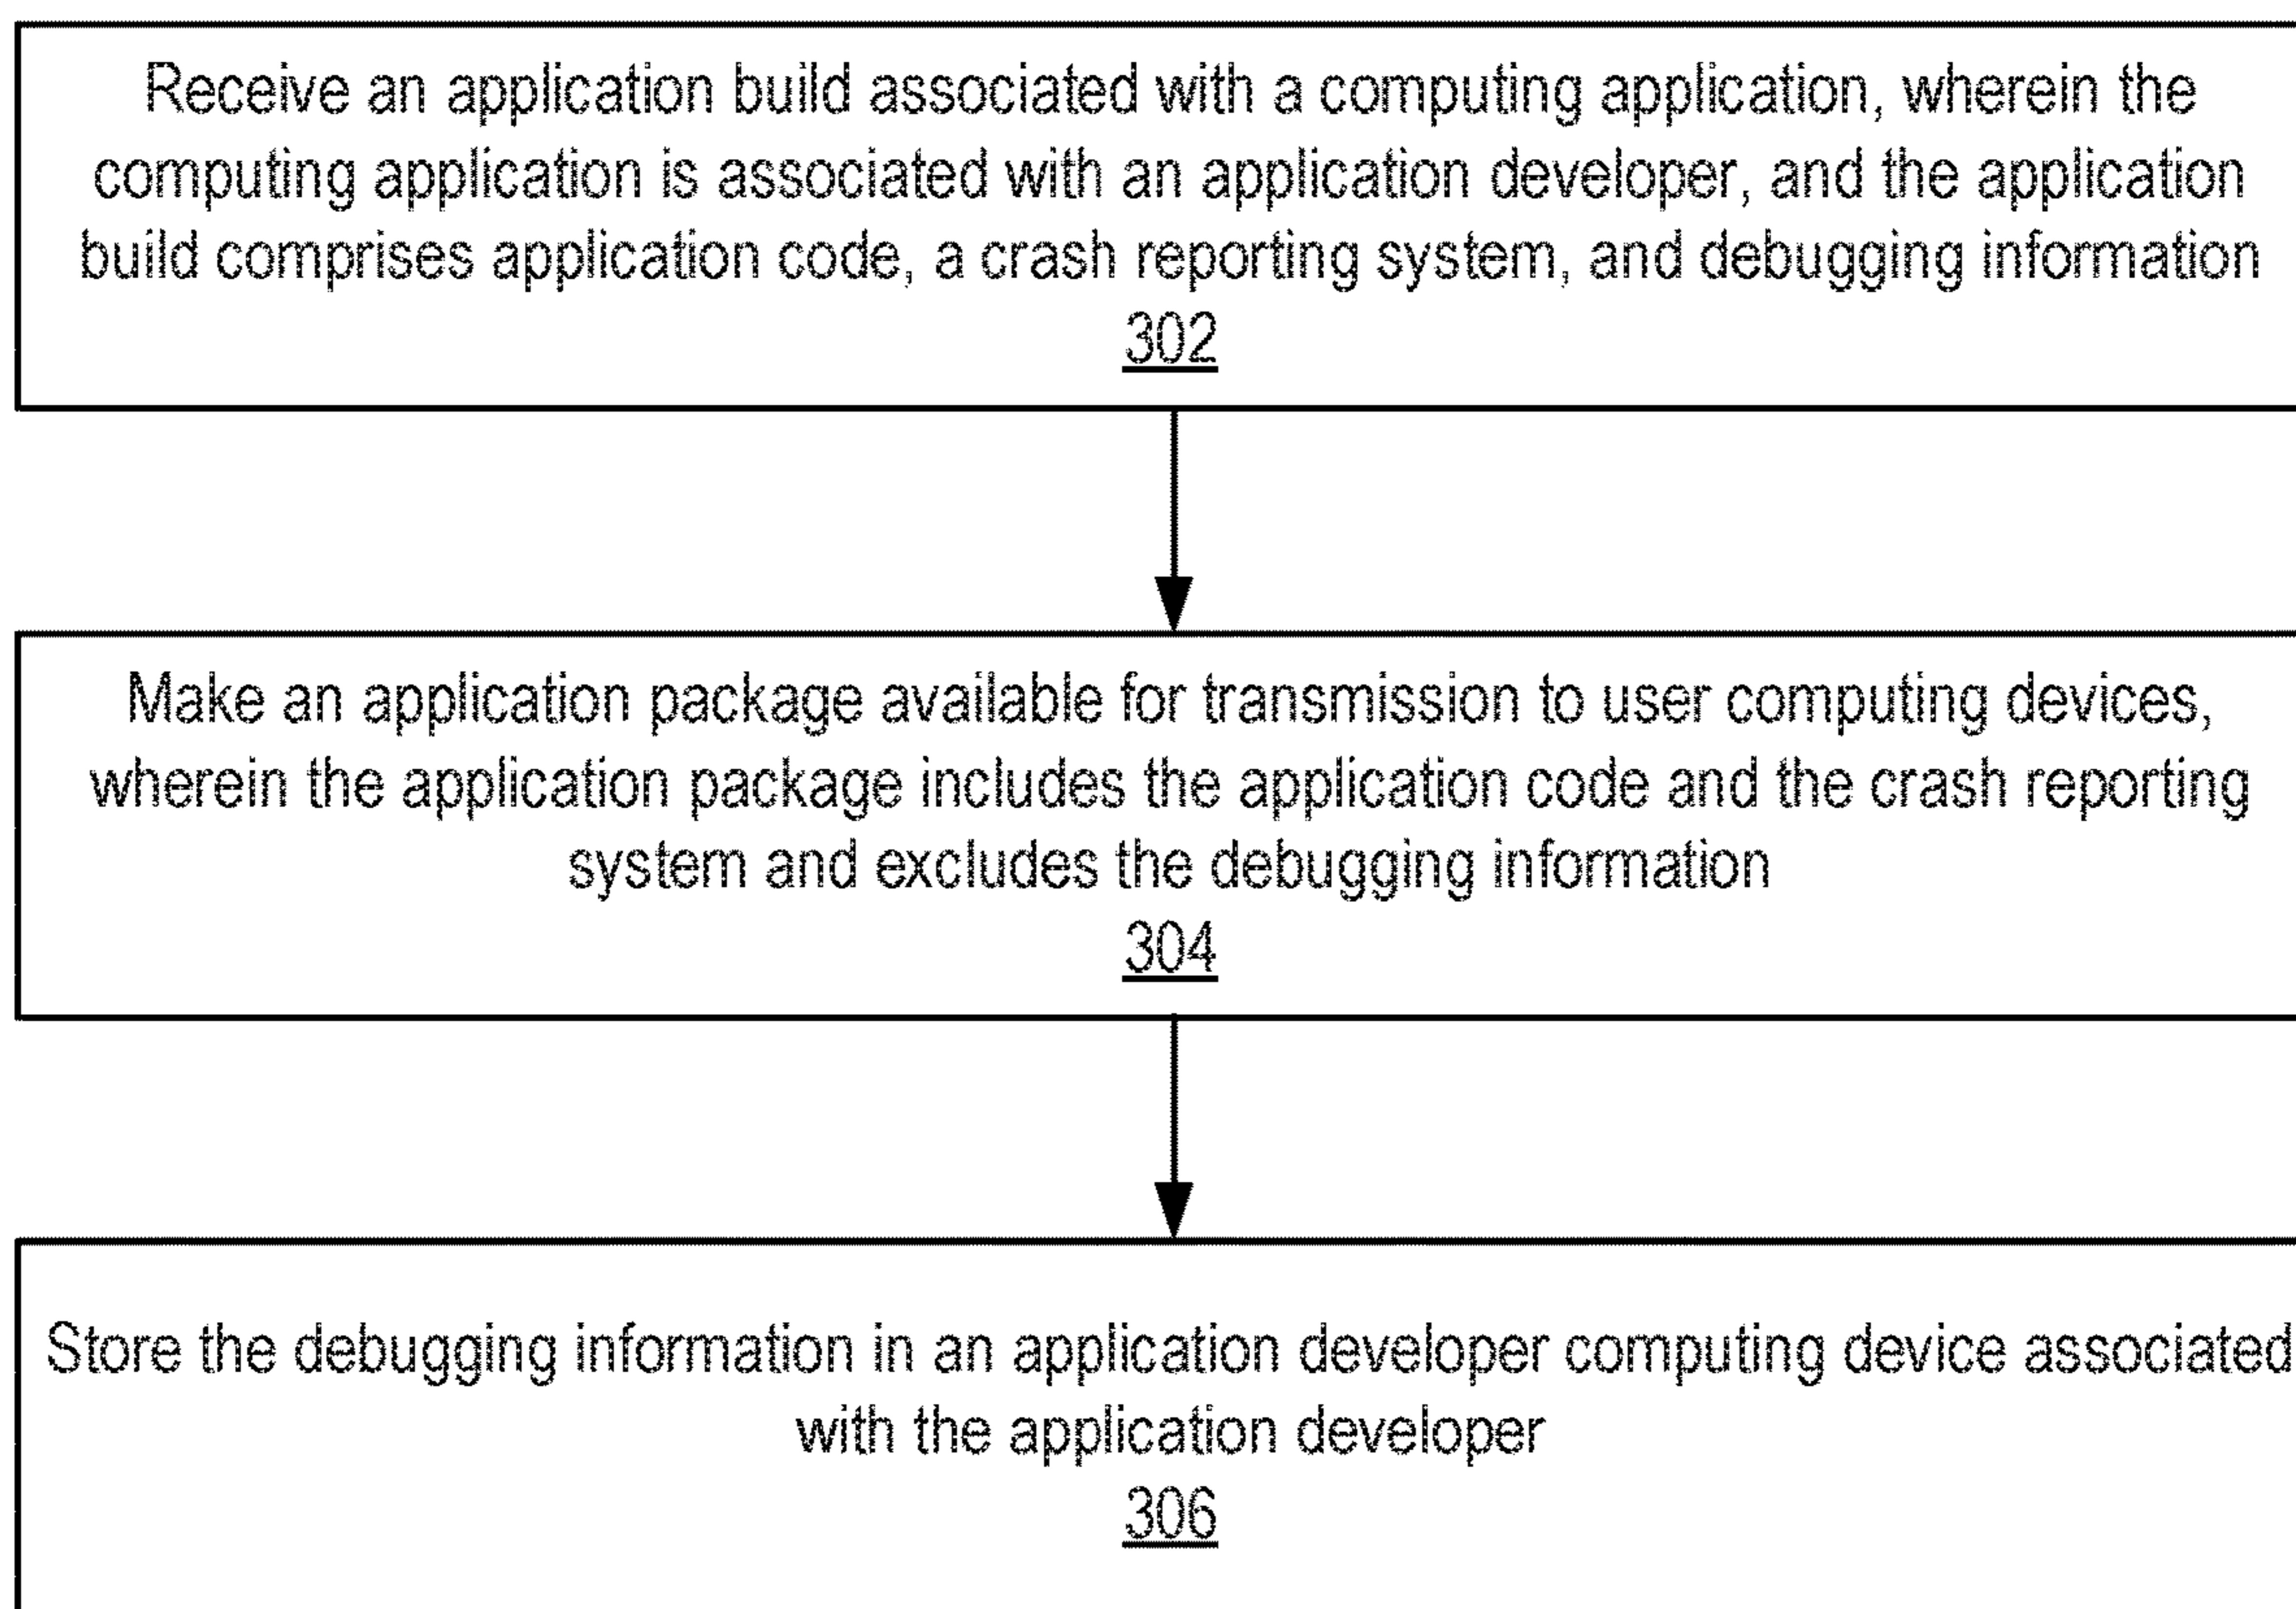 Receive an application build associated with a computing application, wherein the
computing application is associated with an application developer, and the application
build comprises application code, a crash reporting system, and debugging information
302
Make an application package available for transmission to user computing devices,
wherein the application package includes the application code and the crash reporting
system and excludes the debugging information
304
Store the debugging information in an application developer computing device associated
with the application developer
306